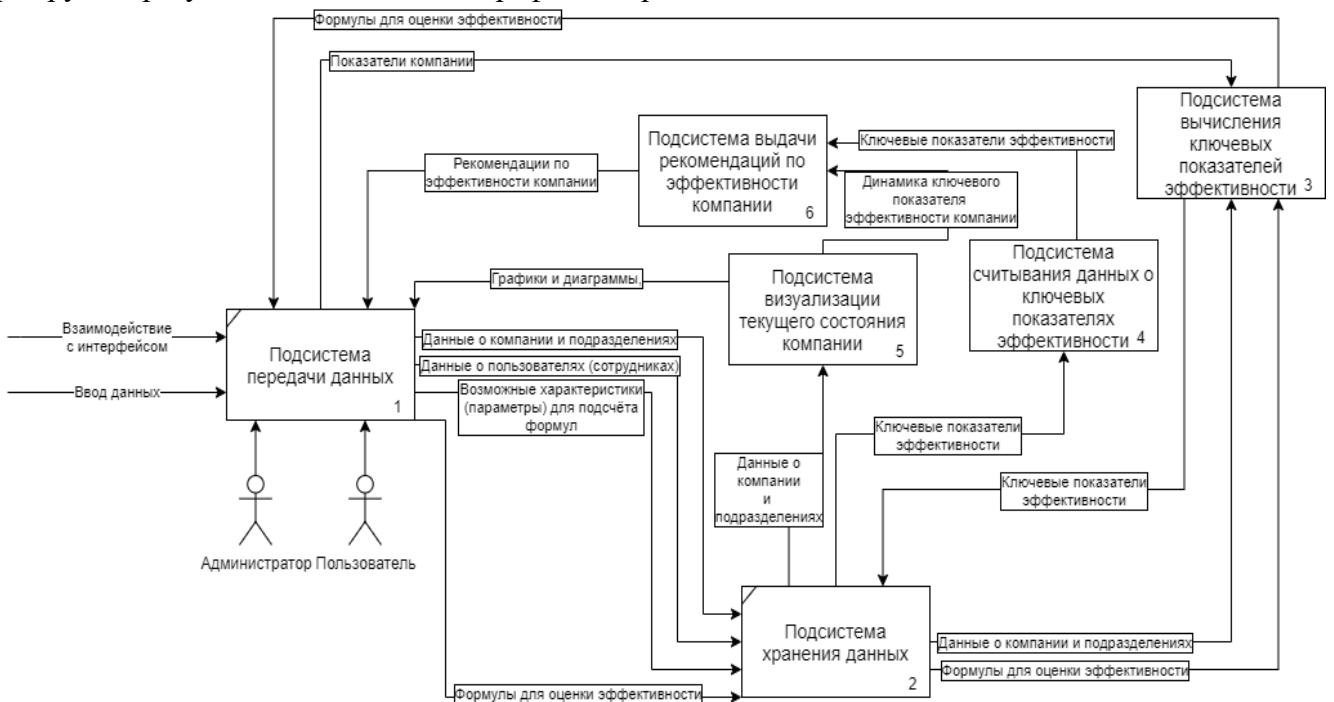 Формулы для оценки эффективности
Показатели компании
Подсистема
вычисления
ключевых
показателей
эффективности 3
Подсистема выдачи
рекомендаций по
эффективности
компании
6
Ключевые показатели эффективности
Рекомендации по
эффективности компании
Динамика ключевого
показателя
эффективности компании
Подсистема
считывания данных о
ключевых
показателях
эффективности 4
Графики и диаграммы,
Подсистема
визуализации
текущего состояния
компании
5
Взаимодействие
с интерфейсом
Ввод данных
Подсистема
передачи данных
1
Данные о компании и подразделениях
Данные о пользователях (сотрудниках)
Возможные характеристики
(параметры) для подсчёта
формул
Ключевые показатели
эффективности
Данные о
компании
и
подразделениях
Ключевые показатели
эффективности
Администратор Пользователь
Подсистема
хранения данных
2
Данные о компании и подразделениях
Формулы для оценки эффективности
Формулы для оценки эффективности